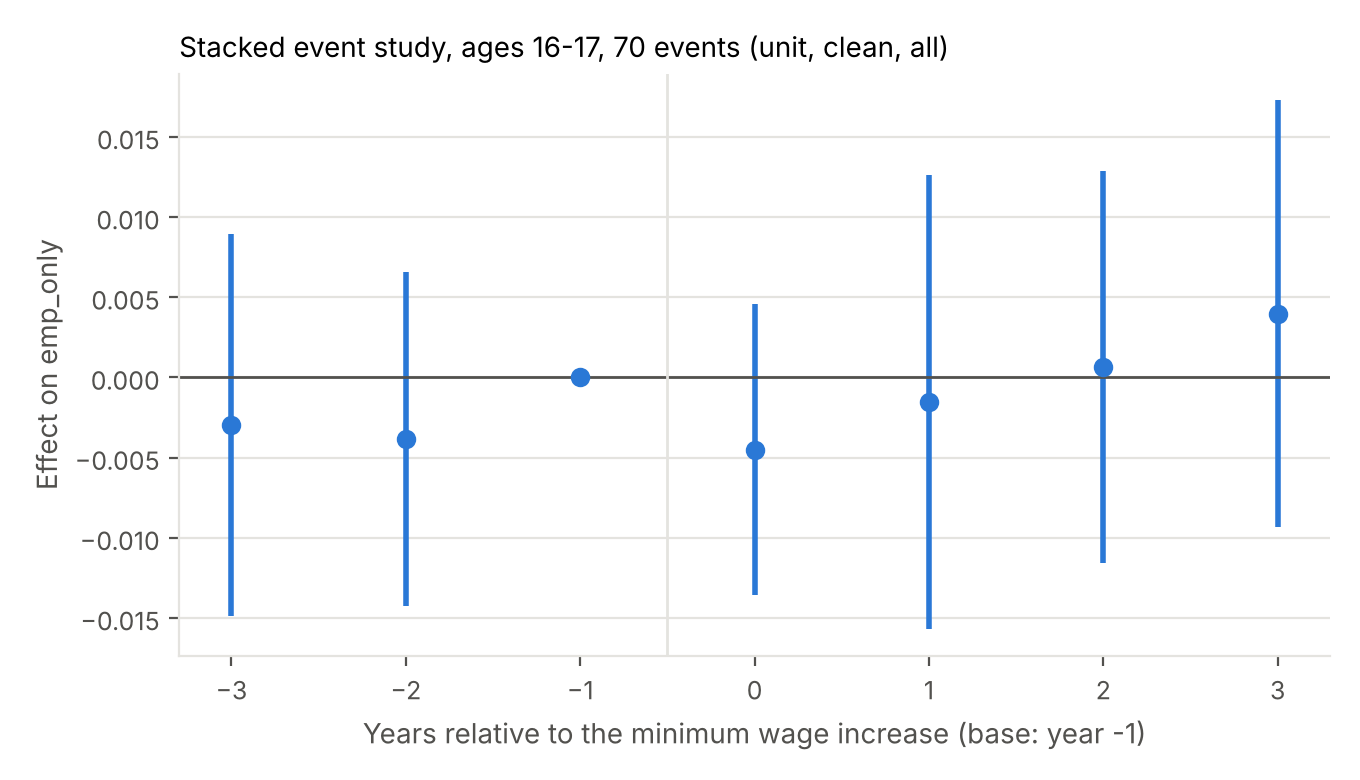 Stacked event study, ages 16-17, 70 events (unit, clean, all)
Effect on emp_only
0.015
0.010
0.005
0.000
−0.005
−0.010
−0.015
−3 −2 −1 0 1 2 3
Years relative to the minimum wage increase (base: year -1)